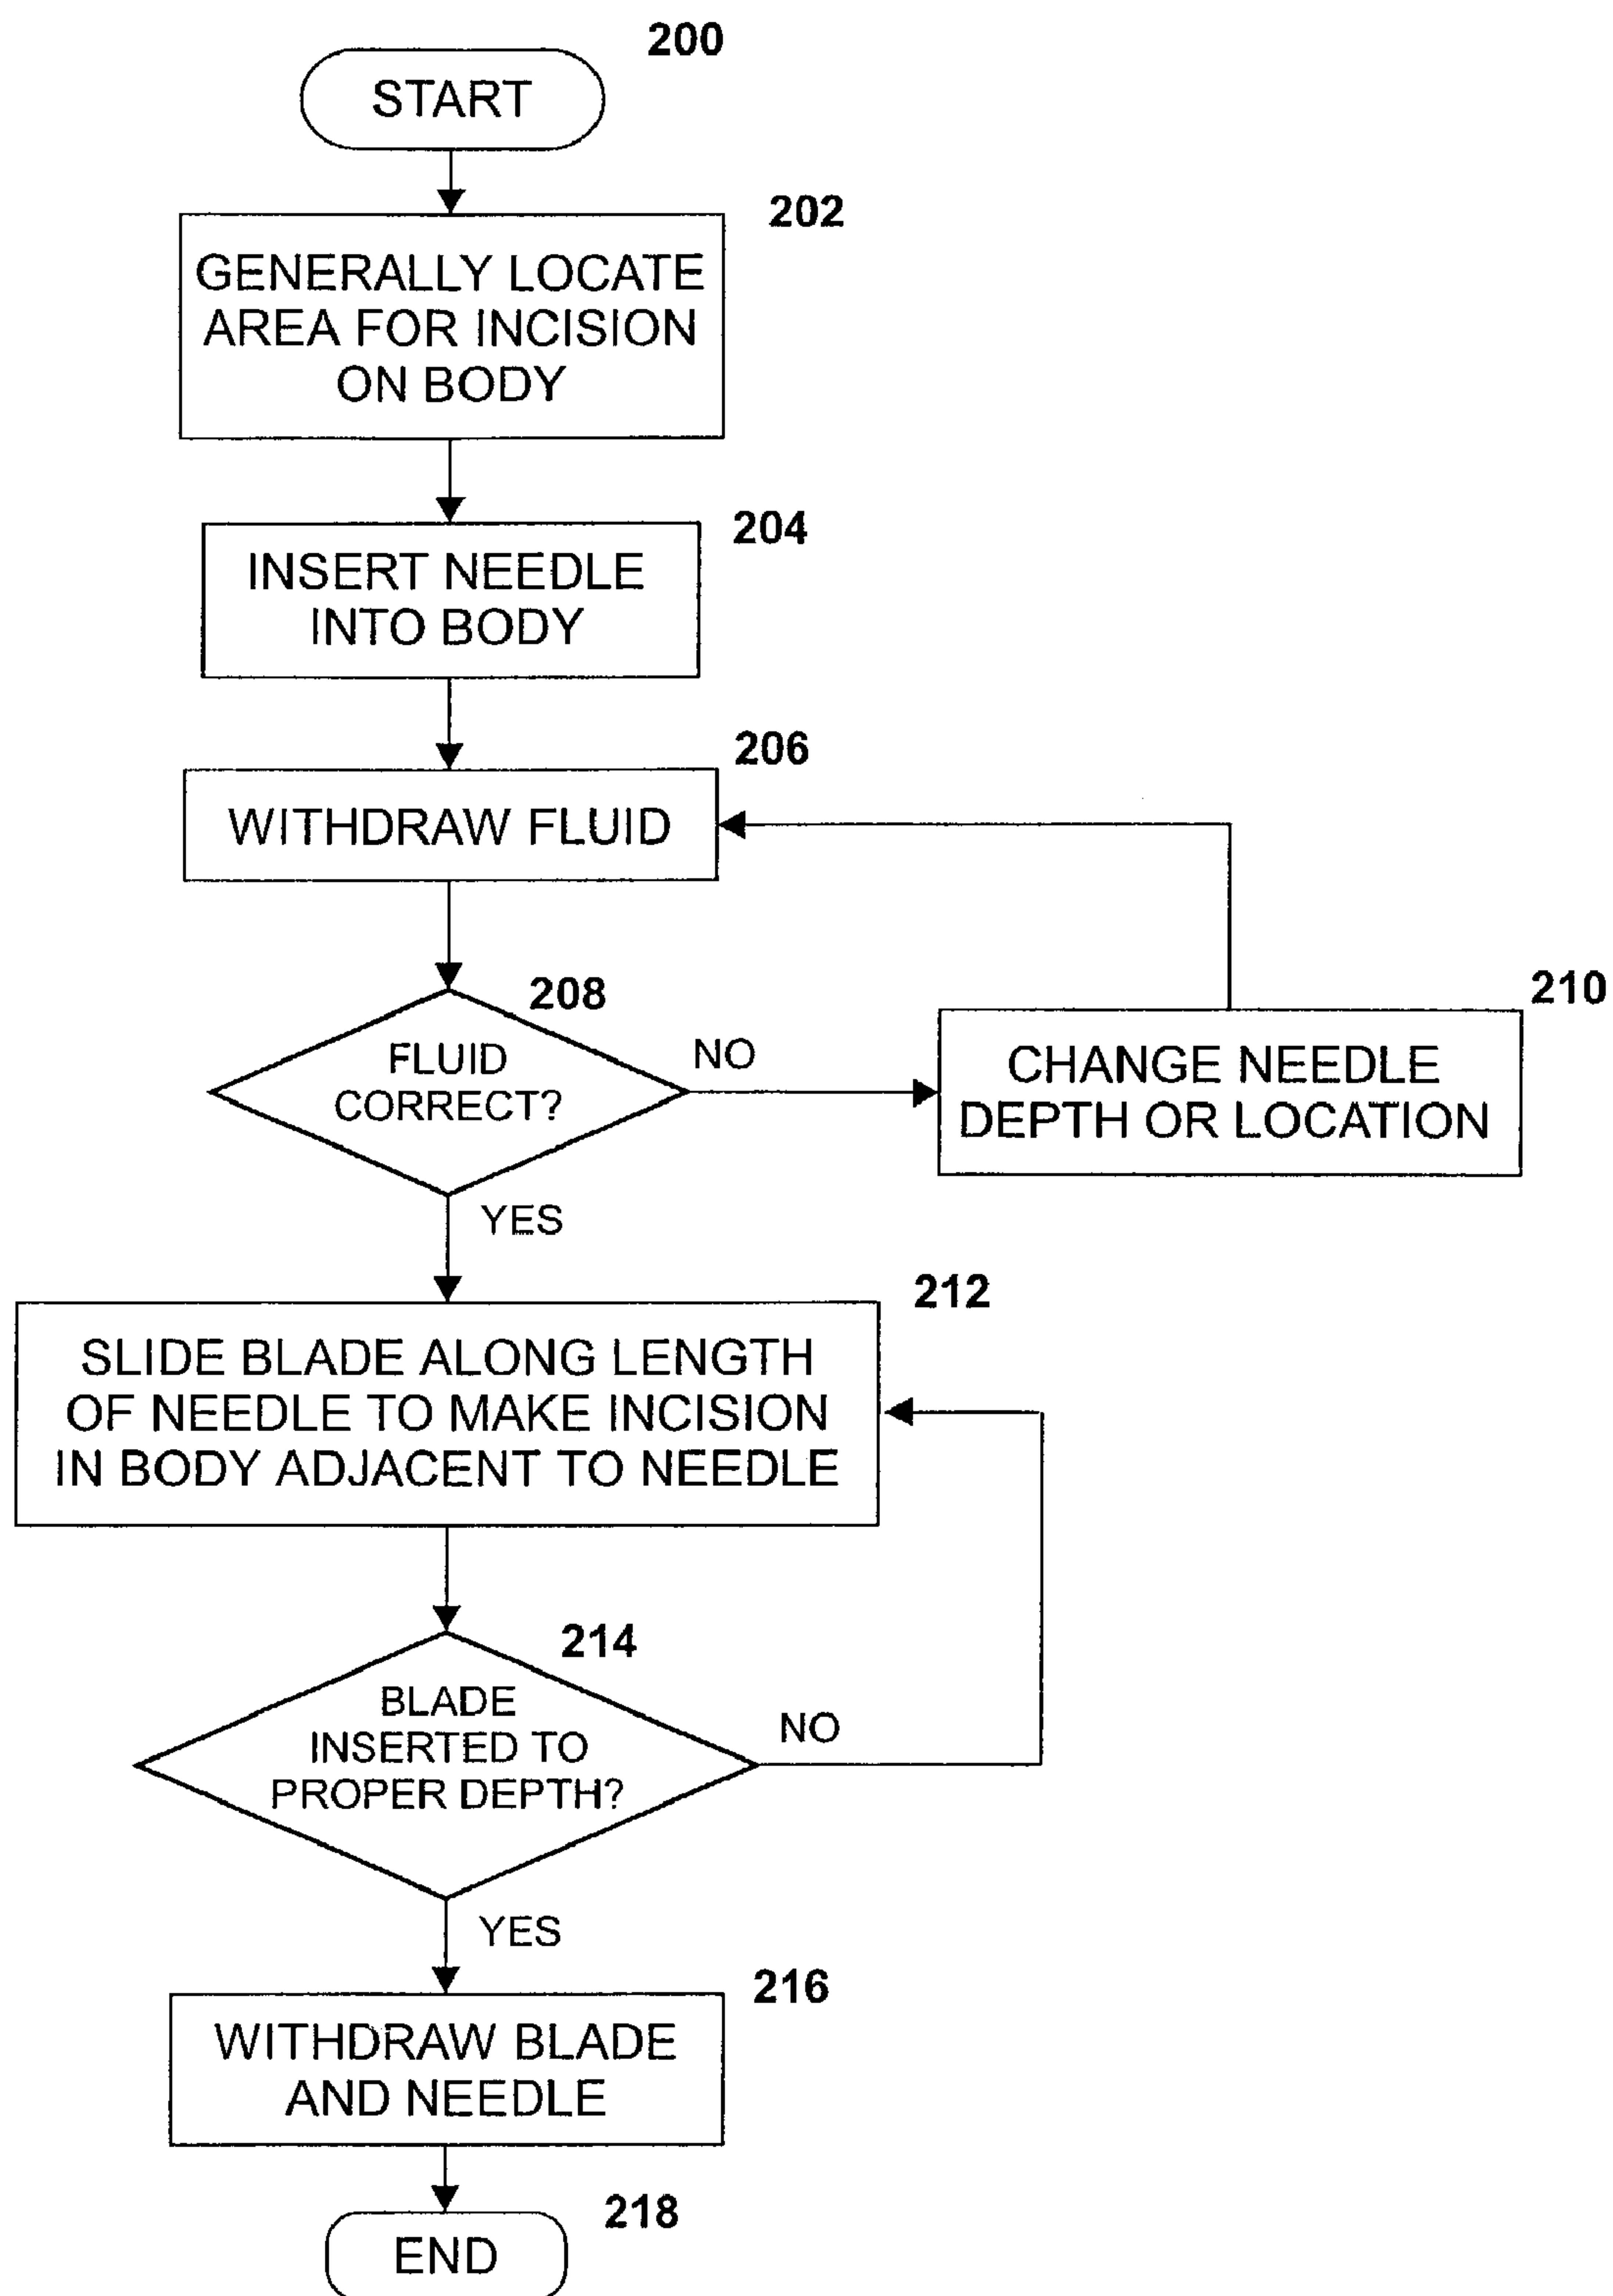 200
START
202
GENERALLY LOCATE
AREA FOR INCISION
ON BODY
204
INSERT NEEDLE
INTO BODY
206
WITHDRAW FLUID
208
FLUID
CORRECT?
NO
210
CHANGE NEEDLE
DEPTH OR LOCATION
YES
212
SLIDE BLADE ALONG LENGTH
OF NEEDLE TO MAKE INCISION
IN BODY ADJACENT TO NEEDLE
214
BLADE
INSERTED TO
PROPER DEPTH?
NO
YES
216
WITHDRAW BLADE
AND NEEDLE
218
END